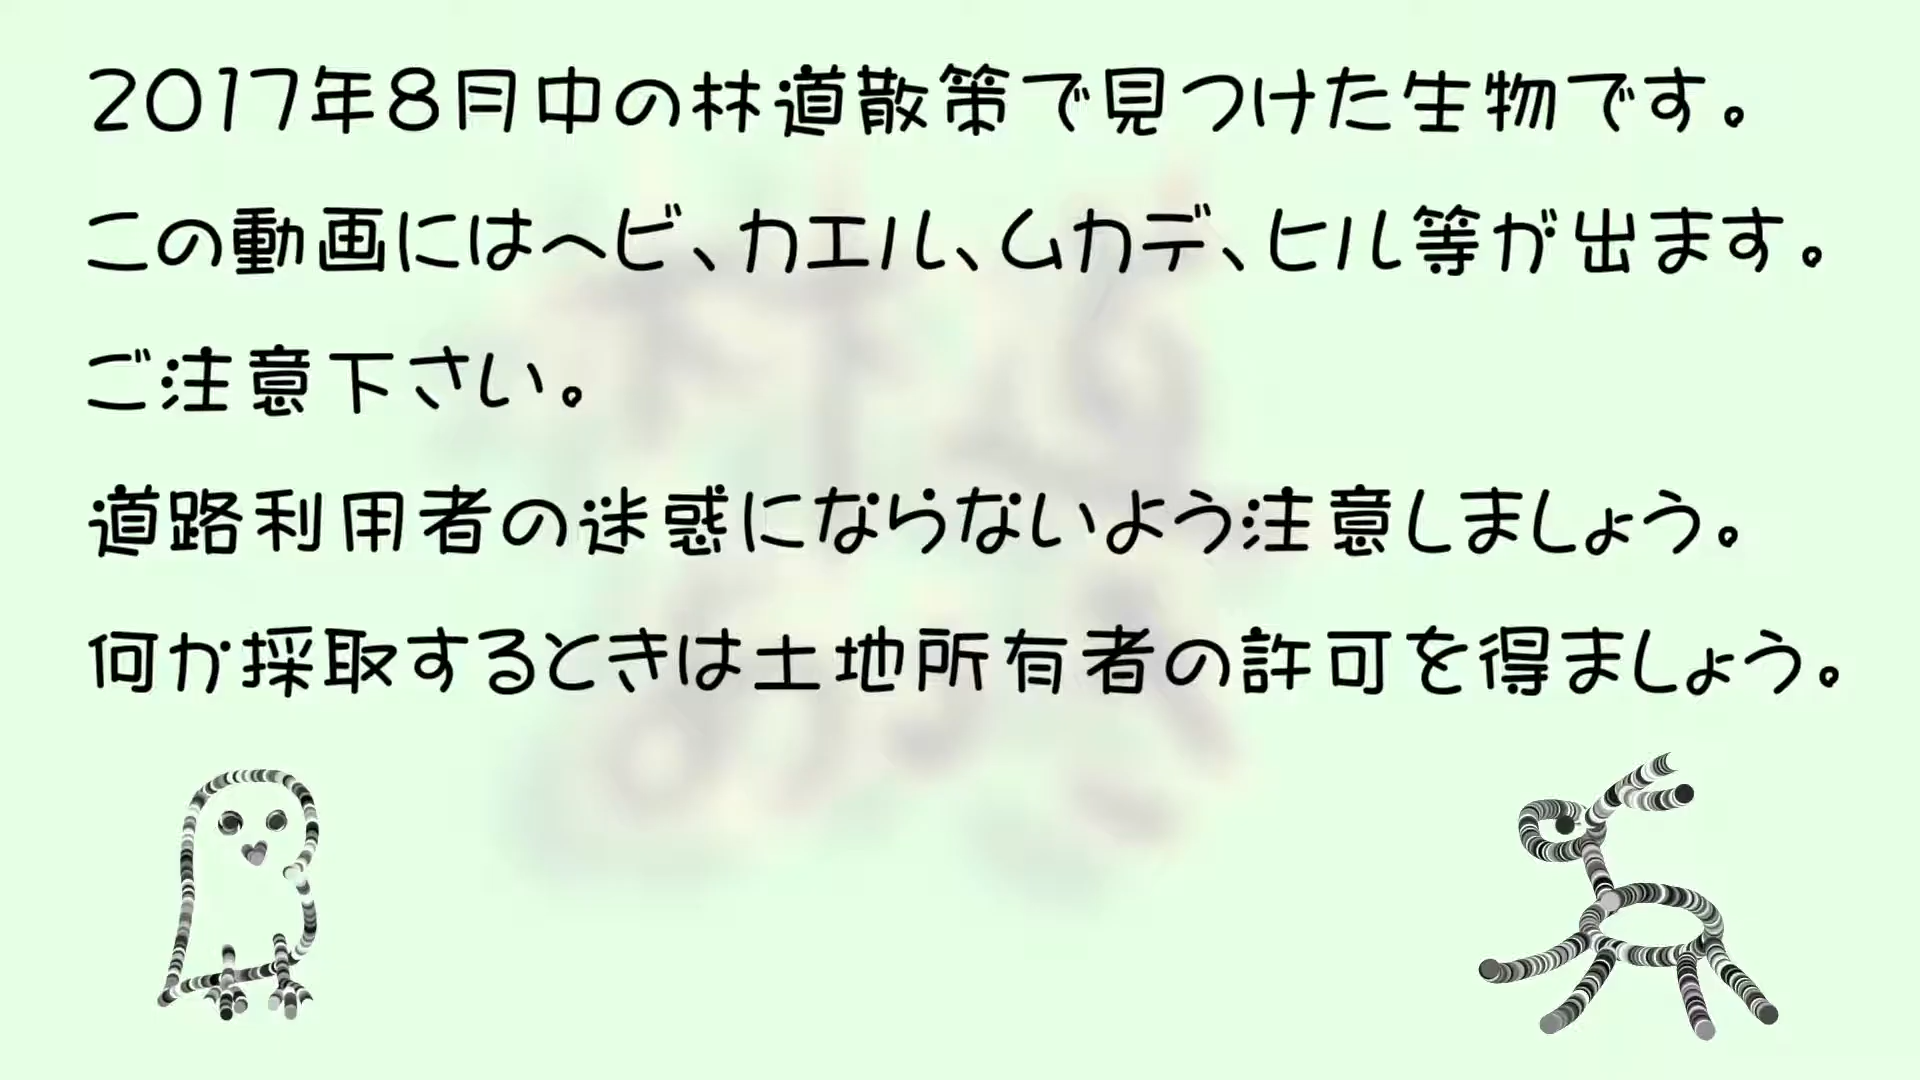 2017年8月中の林道散策で見つけた生物です。
この動画にはヘビ、カエル、ムカデ、ヒル等が出ます。
ご注意下さい。
道路利用者の迷惑にならないよう注意しましょう。
何か採取するときは土地所有者の許可を得ましょう。